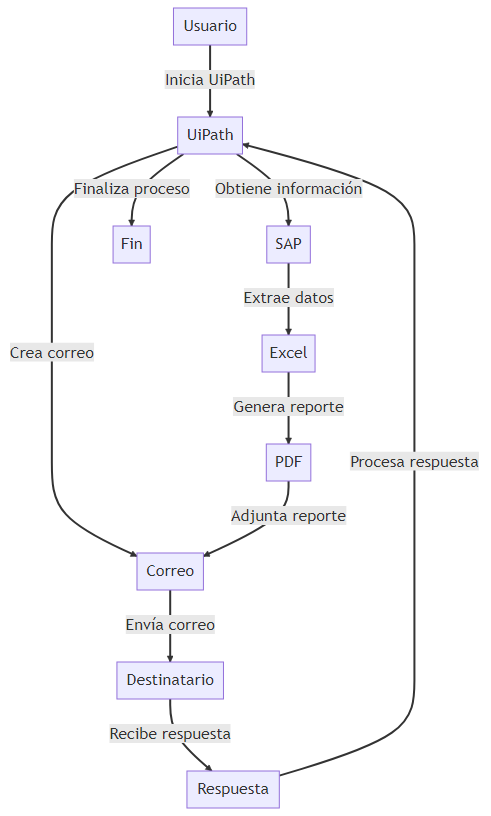 Usuario
Inicia UiPath
UiPath
Finaliza proceso
Obtiene información
Fin
SAP
Extrae datos
Crea correo
Excel
Genera reporte
PDF
Procesa respuesta
Adjunta reporte
Correo
Envía correo
Destinatario
Recibe respuesta
Respuesta